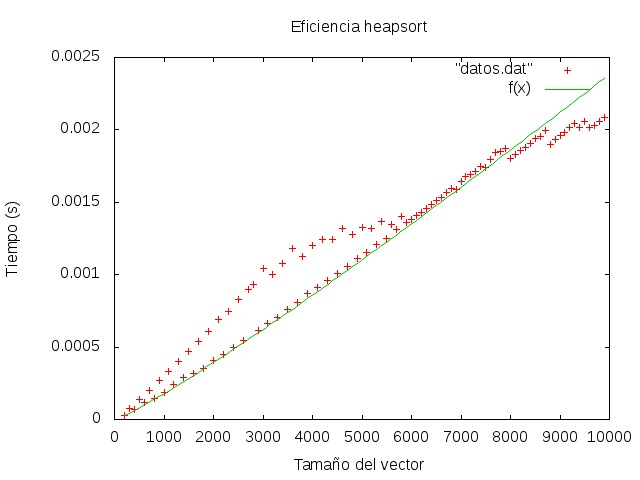 Eficiencia heapsort
"datos.dat"
f(x)
0.0025
0.002
0.0015
0.001
0.0005
0
Tiempo (s)
0 1000 2000 3000 4000 5000 6000 7000 8000 9000 10000
Tamaño del vector